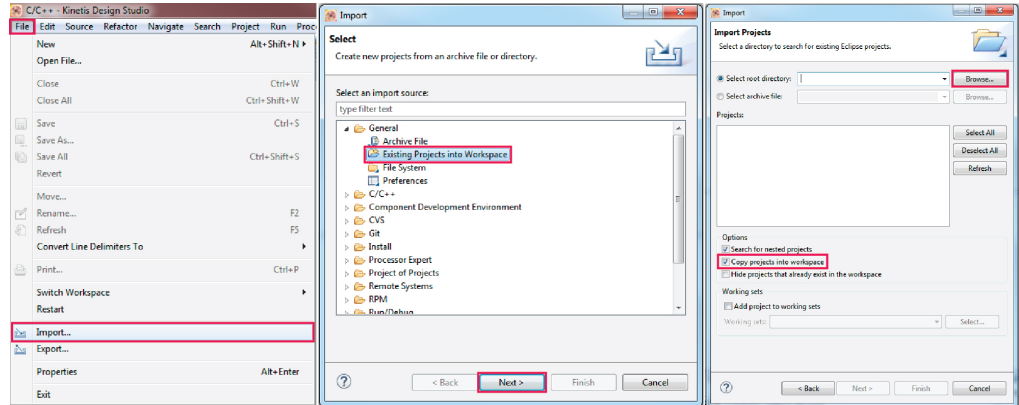 C/C++ - Kinetis Design Studio
File Edit Source Refactor Navigate Search Project Run Proc
New Alt+Shift+N
Open File...
Close Ctrl+W
Close All Ctrl+Shift+W
Save Ctrl+S
Save As...
Save All Ctrl+Shift+S
Revert
Move...
Rename... F2
Refresh F5
Convert Line Delimiters To
Print... Ctrl+P
Switch Workspace
Restart
Import...
Export...
Properties Alt+Enter
Exit
Import
Select
Create new projects from an archive file or directory.
Select an import source:
type filter text
General
Archive File
Existing Projects into Workspace
File System
Preferences
C/C++
Component Development Environment
CVS
Git
Install
Processor Expert
Project of Projects
Remote Systems
RPM
Run/Debug
< Back Next > Finish Cancel
Import
Import Projects
Select a directory to search for existing Eclipse projects.
Select root directory: Browse...
Select archive file: Browse...
Projects:
Select All
Deselect All
Refresh
Options
Search for nested projects
Copy projects into workspace
Hide projects that already exist in the workspace
Working sets
Add project to working sets
Working sets: Select...
< Back Next > Finish Cancel